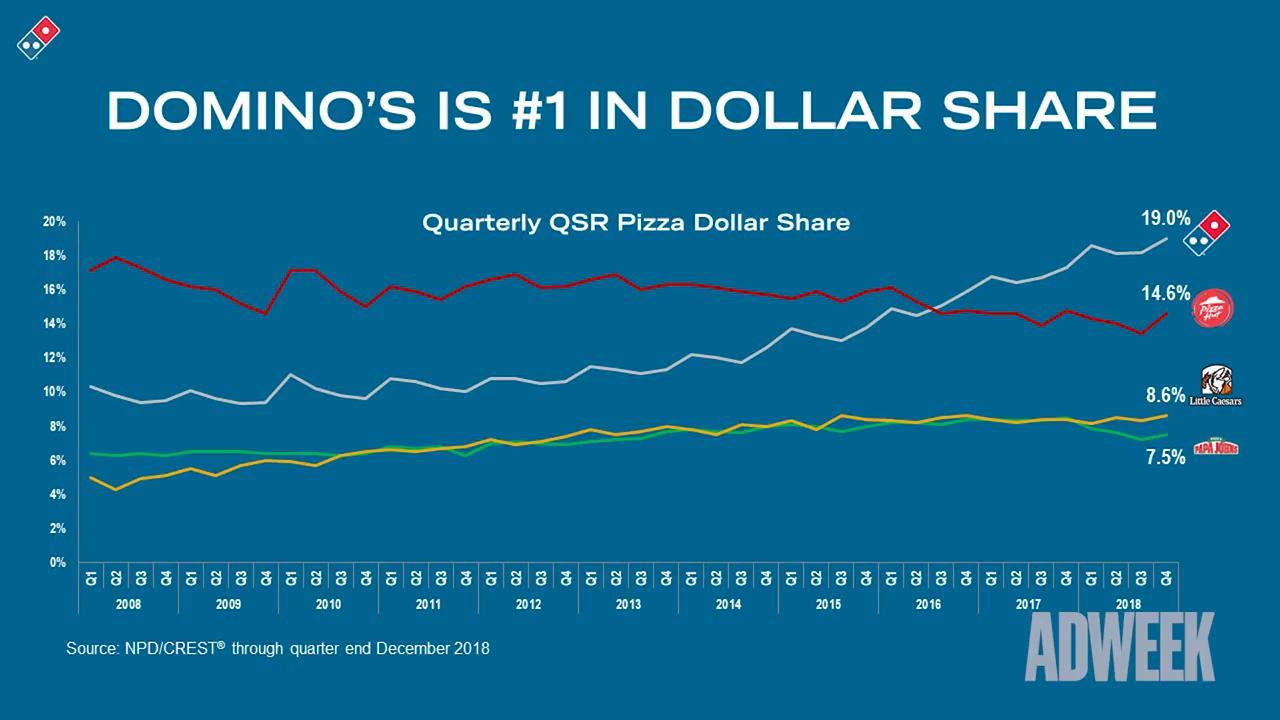 DOMINO'S IS #1 IN DOLLAR SHARE
Quarterly QSR Pizza Dollar Share
20%
18%
16%
14%
12%
10%
8%
6%
4%
2%
0%
19.0%
14.6%
Pizza Hut
8.6%
Little Caesars
7.5%
PAPA JOHNS
Q1 Q2 Q3 Q4 Q1 Q2 Q3 Q4 Q1 Q2 Q3 Q4 Q1 Q2 Q3 Q4 Q1 Q2 Q3 Q4 Q1 Q2 Q3 Q4 Q1 Q2 Q3 Q4 Q1 Q2 Q3 Q4 Q1 Q2 Q3 Q4 Q1 Q2 Q3 Q4 Q1 Q2 Q3 Q4
2008 2009 2010 2011 2012 2013 2014 2015 2016 2017 2018
Source: NPD/CREST® through quarter end December 2018
ADWEEK